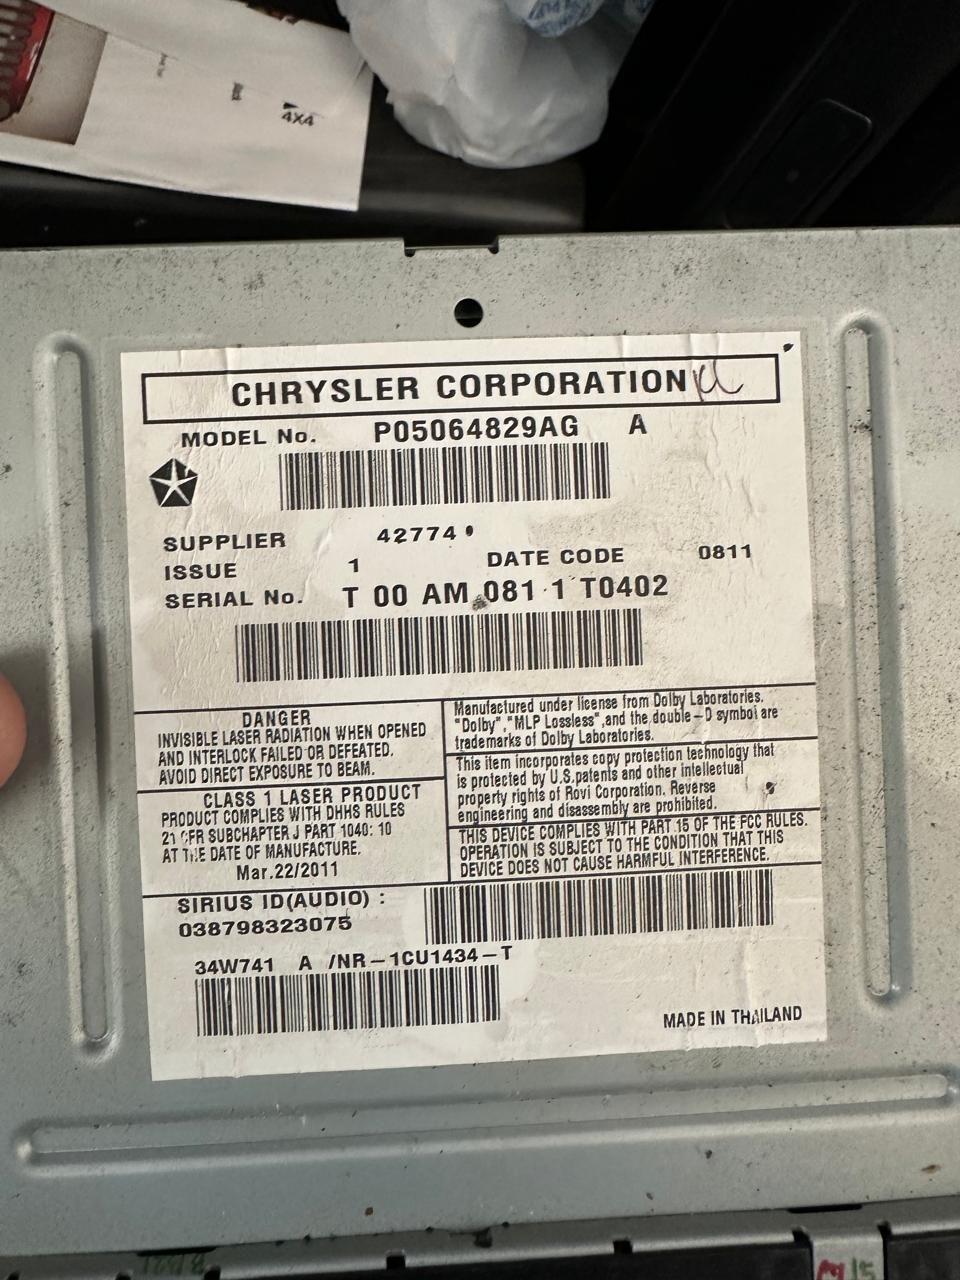 4X4
CHRYSLER CORPORATION
MODEL No. P05064829AG A
SUPPLIER 42774
ISSUE 1 DATE CODE 0811
SERIAL No. T 00 AM 081 1 T0402
DANGER
INVISIBLE LASER RADIATION WHEN OPENED
AND INTERLOCK FAILED OR DEFEATED.
AVOID DIRECT EXPOSURE TO BEAM.
CLASS 1 LASER PRODUCT
PRODUCT COMPLIES WITH DHHS RULES
21 CFR SUBCHAPTER J PART 1040: 10
AT THE DATE OF MANUFACTURE.
Mar.22/2011
Manufactured under license from Dolby Laboratories.
"Dolby","MLP Lossless",and the double-D symbol are
trademarks of Dolby Laboratories.
This item incorporates copy protection technology that
is protected by U.S.patents and other intellectual
property rights of Rovi Corporation. Reverse
engineering and disassembly are prohibited.
THIS DEVICE COMPLIES WITH PART 15 OF THE FCC RULES.
OPERATION IS SUBJECT TO THE CONDITION THAT THIS
DEVICE DOES NOT CAUSE HARMFUL INTERFERENCE.
SIRIUS ID(AUDIO) :
038798323075
34W741 A /NR-1CU1434-T
MADE IN THAILAND